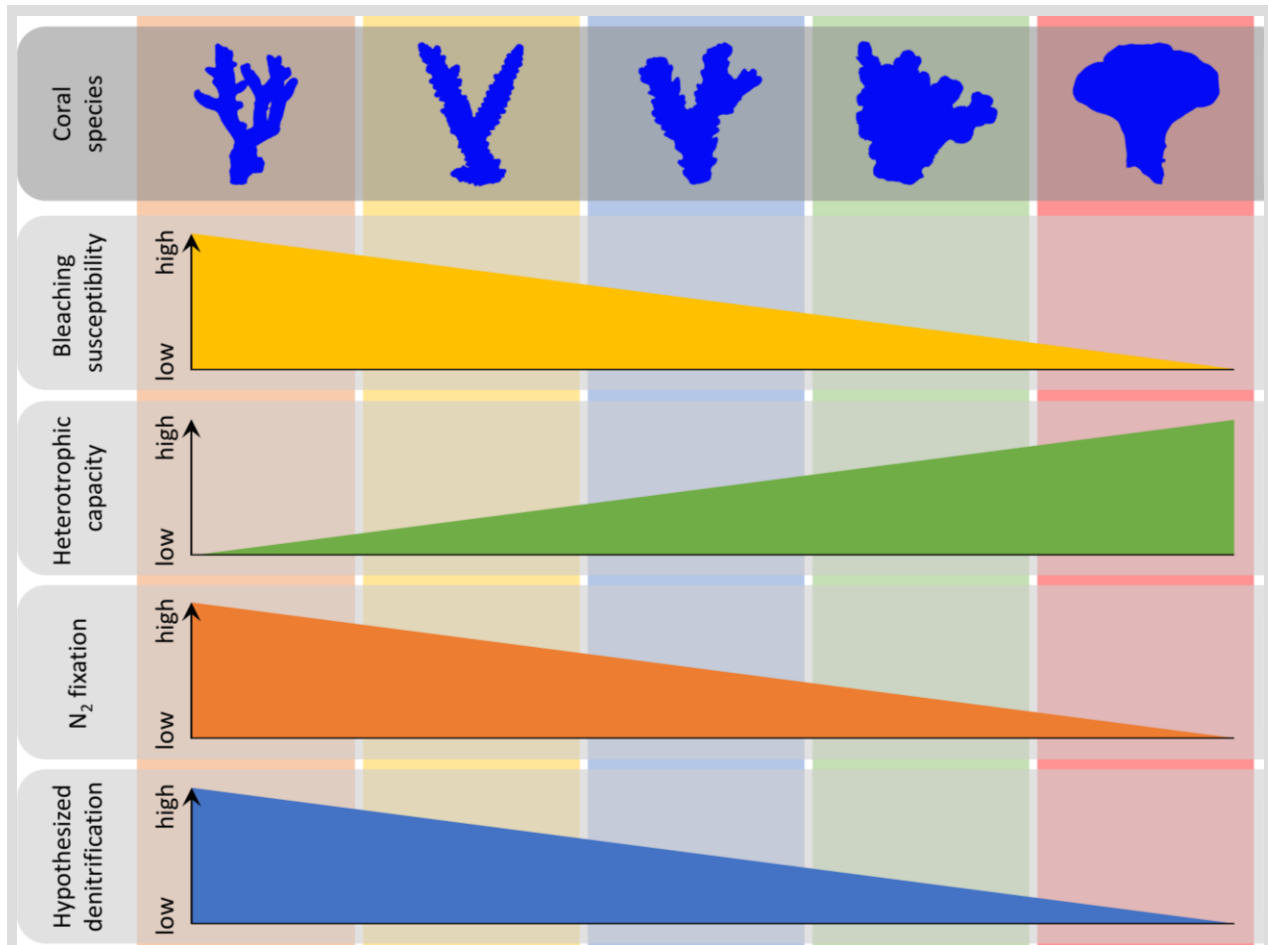 Coral
species
Bleaching
susceptibility
high
low
Heterotrophic
capacity
high
low
N₂ fixation
high
low
Hypothesized
denitrification
high
low